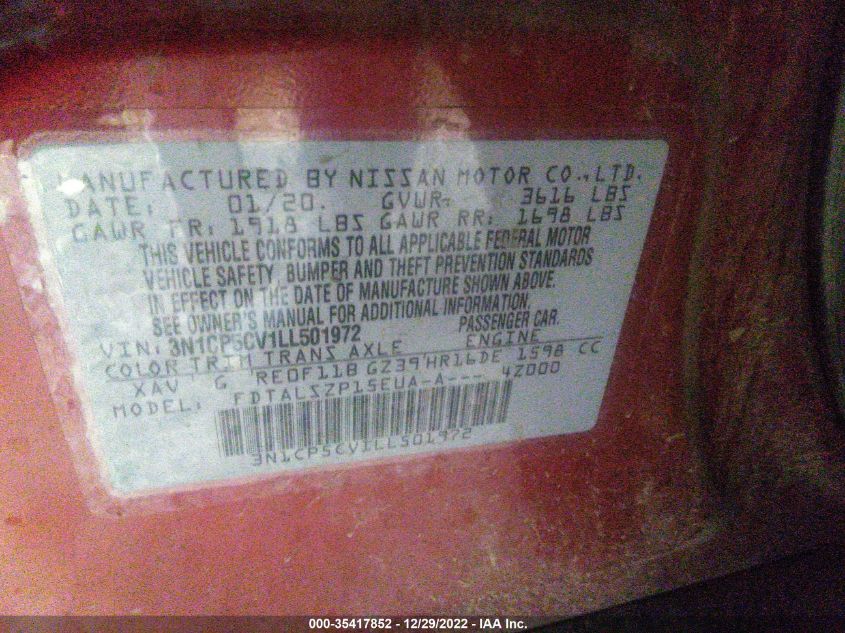 MANUFACTURED BY NISSAN MOTOR CO.,LTD.
DATE: 01/20. GVWR: 3616 LBS
GAWR FR: 1918 LBS GAWR RR: 1698 LBS
THIS VEHICLE CONFORMS TO ALL APPLICABLE FEDERAL MOTOR
VEHICLE SAFETY, BUMPER AND THEFT PREVENTION STANDARDS
IN EFFECT ON THE DATE OF MANUFACTURE SHOWN ABOVE.
SEE OWNER'S MANUAL FOR ADDITIONAL INFORMATION.
VIN: 3N1CP5CV1LL501972 PASSENGER CAR.
COLOR TRIM TRANS AXLE ENGINE
XAV G RE0F11B GZ39 HR16DE 1598 CC
MODEL: FDTALSZP15EUA-A--- 4Z000
3N1CP5CV1LL501972
000-35417852 - 12/29/2022 - IAA Inc.